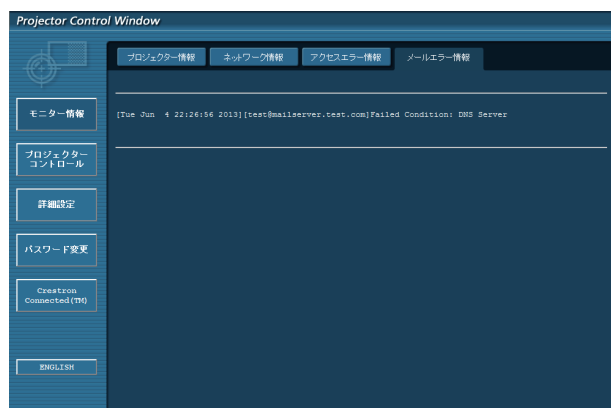 Projector Control Window
プロジェクター情報 ネットワーク情報 アクセスエラー情報 メールエラー情報
モニター情報
[Tue Jun  4 22:26:56 2013][test@mailserver.test.com]Failed Condition: DNS Server
プロジェクター
コントロール
詳細設定
パスワード変更
Crestron
Connected(TM)
ENGLISH